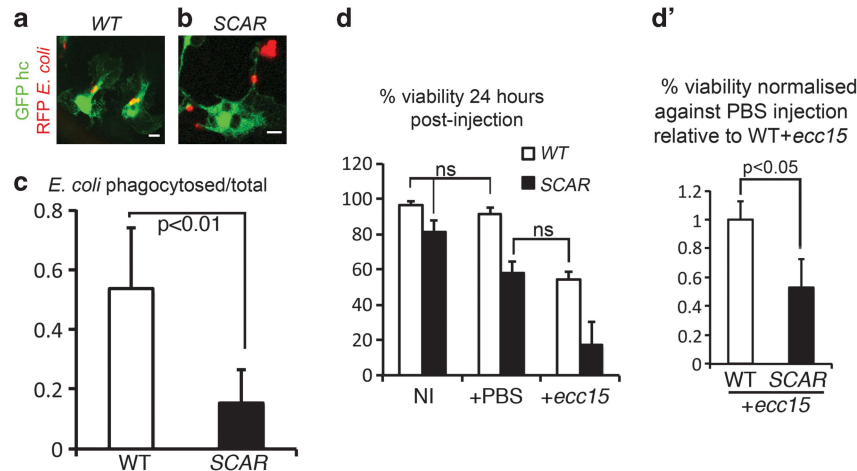 a
WT
GFP hc
RFP E. coli
b
SCAR
c
E. coli phagocytosed/total
0.8
0.6
0.4
0.2
0
p<0.01
WT
SCAR
d
% viability 24 hours
post-injection
WT
SCAR
120
100
80
60
40
20
0
ns
ns
NI
+PBS
+ecc15
d’
% viability normalised
against PBS injection
relative to WT+ecc15
p<0.05
1.2
1
0.8
0.6
0.4
0.2
0
WT SCAR
+ecc15